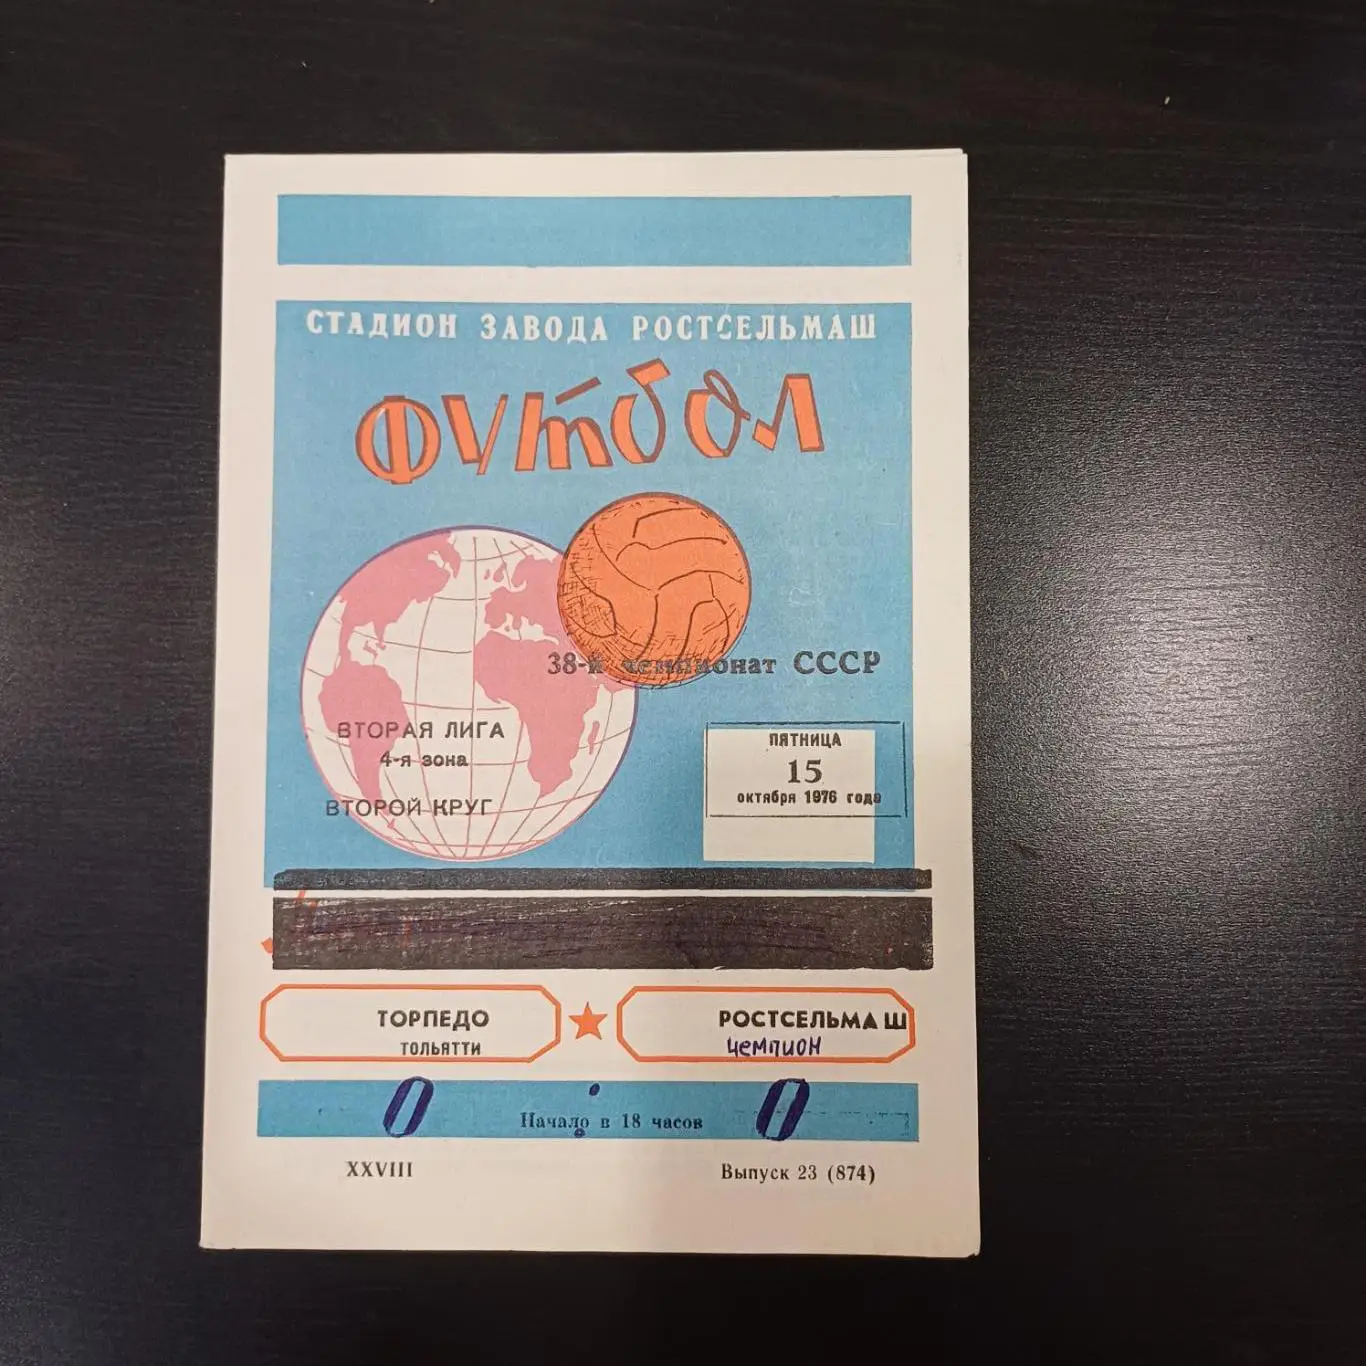 СТАДИОН ЗАВОДА РОСТСЕЛЬМАШ
ФУТБОЛ
38-й чемпионат СССР
ВТОРАЯ ЛИГА
4-я зона
ВТОРОЙ КРУГ
ПЯТНИЦА
15
октября 1976 года
ТОРПЕДО
ТОЛЬЯТТИ
РОСТСЕЛЬМАШ
чемпион
0 : 0
Начало в 18 часов
XXVIII
Выпуск 23 (874)